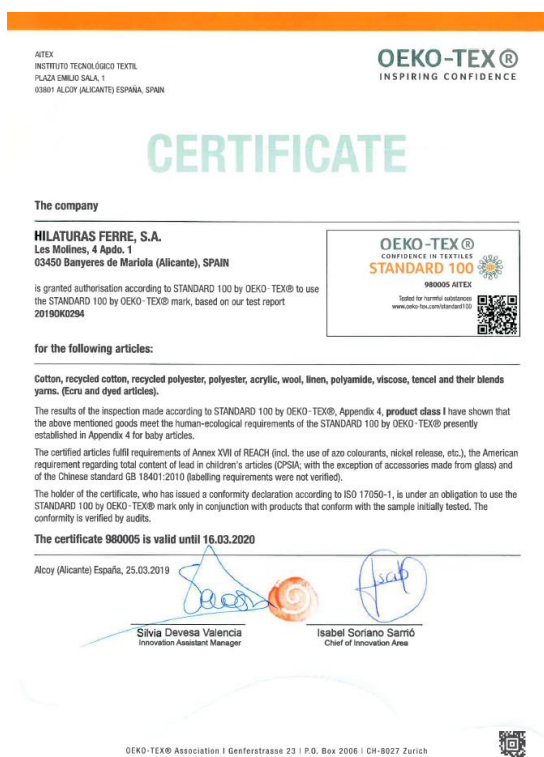 AITEX
INSTITUTO TECNOLÓGICO TEXTIL
PLAZA EMILIO SALA, 1
03801 ALCOY (ALICANTE) ESPAÑA, SPAIN
OEKO-TEX®
INSPIRING CONFIDENCE
CERTIFICATE
The company
HILATURAS FERRE, S.A.
Les Molines, 4 Apdo. 1
03450 Banyeres de Mariola (Alicante), SPAIN
is granted authorisation according to STANDARD 100 by OEKO-TEX® to use
the STANDARD 100 by OEKO-TEX® mark, based on our test report
2019OK0294
OEKO-TEX®
CONFIDENCE IN TEXTILES
STANDARD 100
980005 AITEX
Tested for harmful substances
www.oeko-tex.com/standard100
for the following articles:
Cotton, recycled cotton, recycled polyester, polyester, acrylic, wool, linen, polyamide, viscose, tencel and their blends
yarns. (Ecru and dyed articles).
The results of the inspection made according to STANDARD 100 by OEKO-TEX®, Appendix 4, product class I have shown that
the above mentioned goods meet the human-ecological requirements of the STANDARD 100 by OEKO-TEX® presently
established in Appendix 4 for baby articles.
The certified articles fulfil requirements of Annex XVII of REACH (incl. the use of azo colourants, nickel release, etc.), the American
requirement regarding total content of lead in children's articles (CPSIA; with the exception of accessories made from glass) and
of the Chinese standard GB 18401:2010 (labelling requirements were not verified).
The holder of the certificate, who has issued a conformity declaration according to ISO 17050-1, is under an obligation to use the
STANDARD 100 by OEKO-TEX® mark only in conjunction with products that conform with the sample initially tested. The
conformity is verified by audits.
The certificate 980005 is valid until 16.03.2020
Alcoy (Alicante) España, 25.03.2019
Silvia Devesa Valencia
Innovation Assistant Manager
Isabel Soriano Sarrió
Chief of Innovation Area
OEKO-TEX® Association | Genferstrasse 23 | P.O. Box 2006 | CH-8027 Zurich